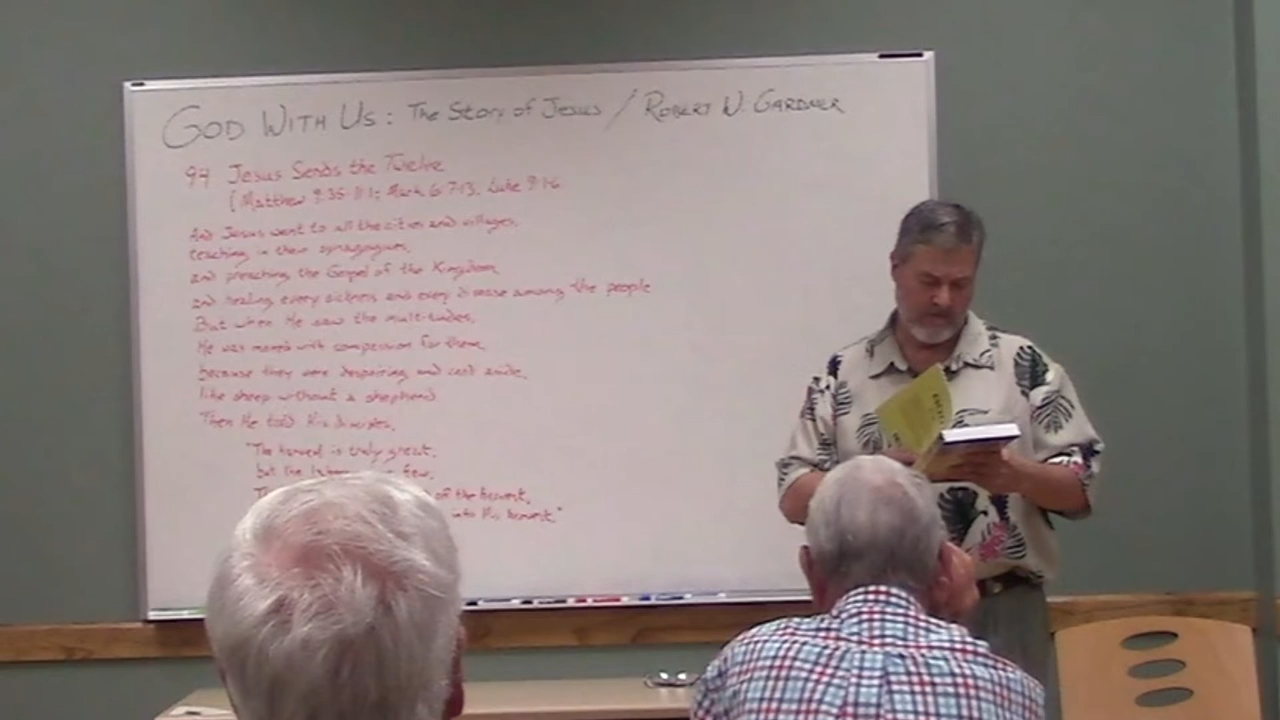 GOD WITH US: THE STORY OF JESUS / ROBERT W. GARDNER
94 Jesus Sends the Twelve
(Matthew 9:35-11:1; Mark 6:7-13; Luke 9:1-6
And Jesus went to all the cities and villages,
teaching in their synagogues,
and preaching the Gospel of the Kingdom
and healing every sickness and every disease among the people
But when He saw the multitudes,
He was moved with compassion for them,
because they were despairing and cast aside,
like sheep without a shepherd
Then He told His disciples,
"The harvest is truly great,
but the few;
of the harvest,
into His harvest."